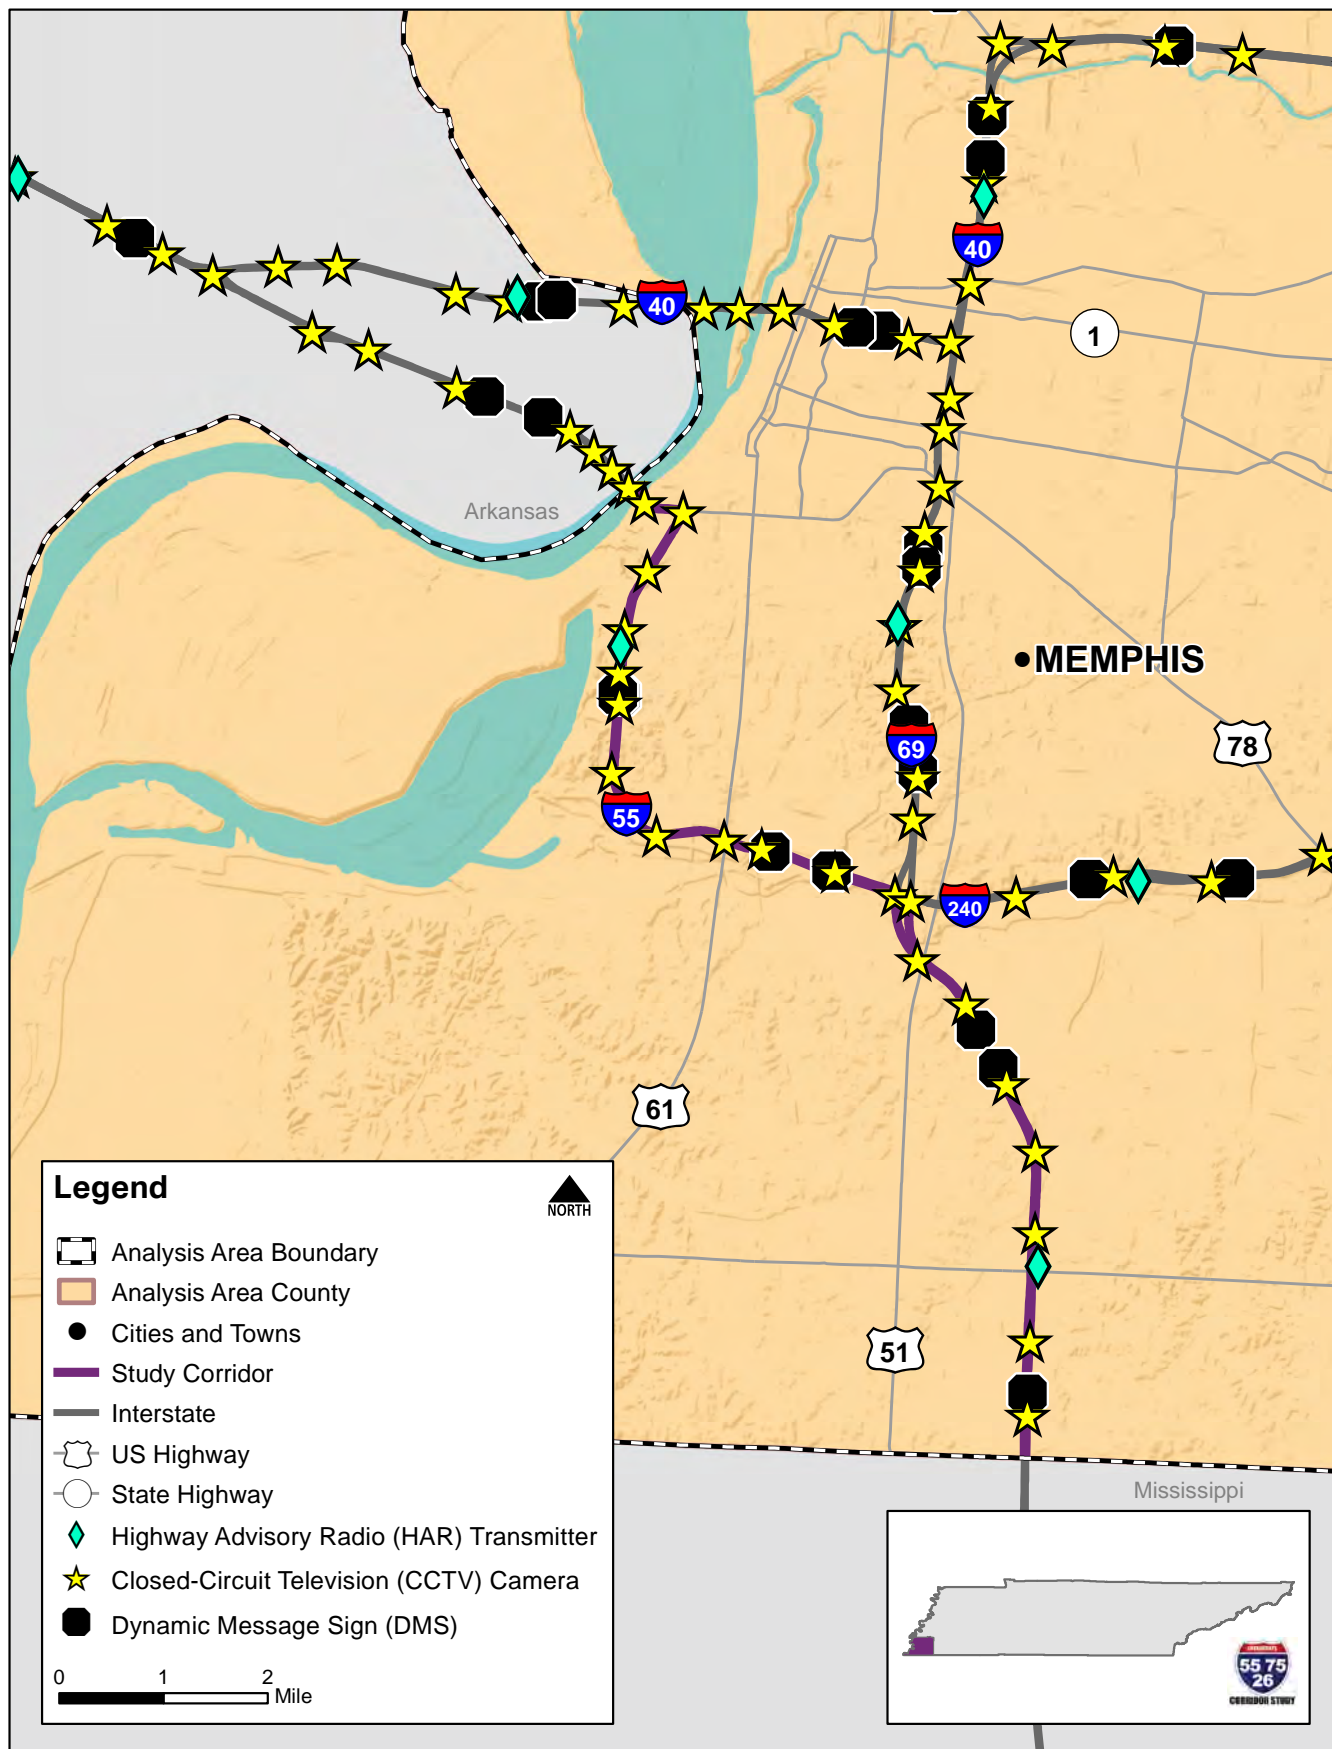 40
40
1
Arkansas
MEMPHIS
69
78
55
240
61
51
Mississippi
Legend
NORTH
Analysis Area Boundary
Analysis Area County
Cities and Towns
Study Corridor
Interstate
US Highway
State Highway
Highway Advisory Radio (HAR) Transmitter
Closed-Circuit Television (CCTV) Camera
Dynamic Message Sign (DMS)
0 1 2
Mile
55 75
26
CORRIDOR STUDY